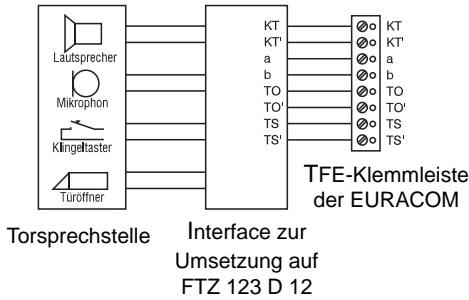 Lautsprecher
Mikrophon
Klingeltaster
Türöffner
Torsprechstelle
KT
KT'
a
b
TO
TO'
TS
TS'
Interface zur
Umsetzung auf
FTZ 123 D 12
KT
KT'
a
b
TO
TO'
TS
TS'
TFE-Klemmleiste
der EURACOM